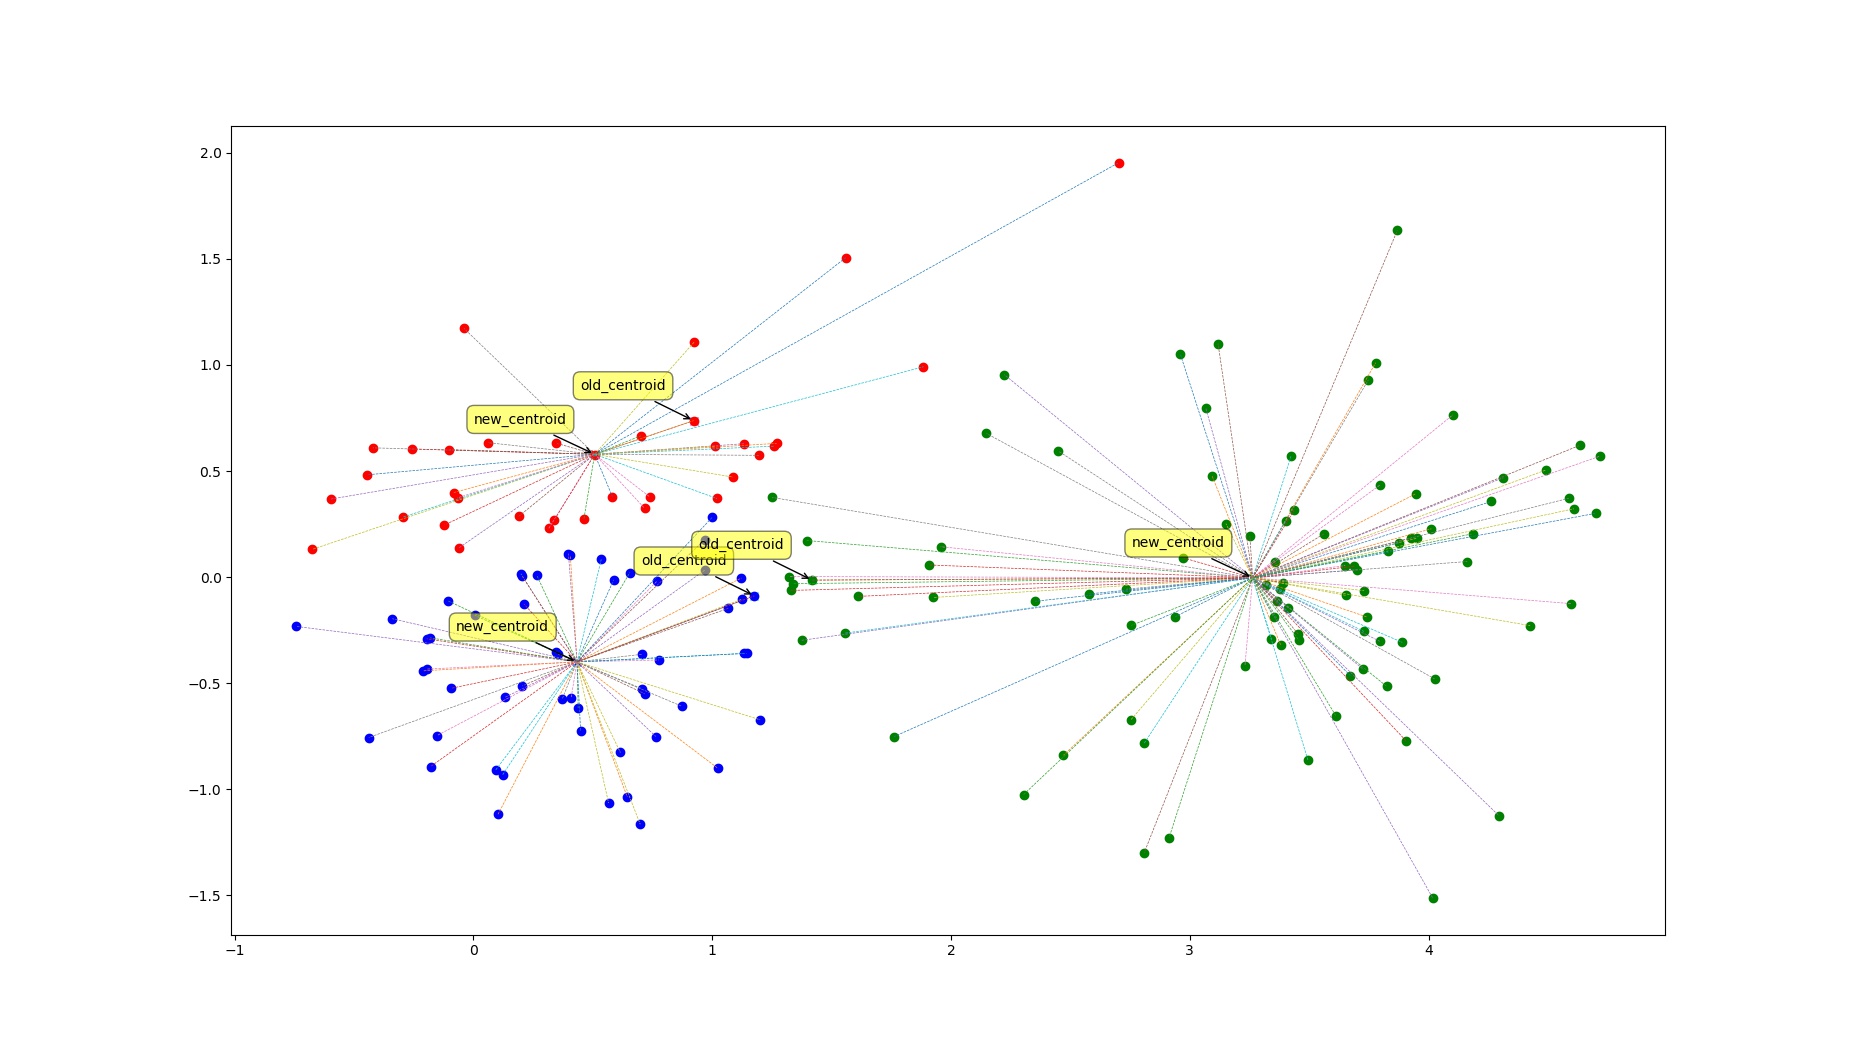 2.0
1.5
1.0
0.5
0.0
−0.5
−1.0
−1.5
old_centroid
new_centroid
old_centroid
old_centroid
new_centroid
new_centroid
−1
0
1
2
3
4